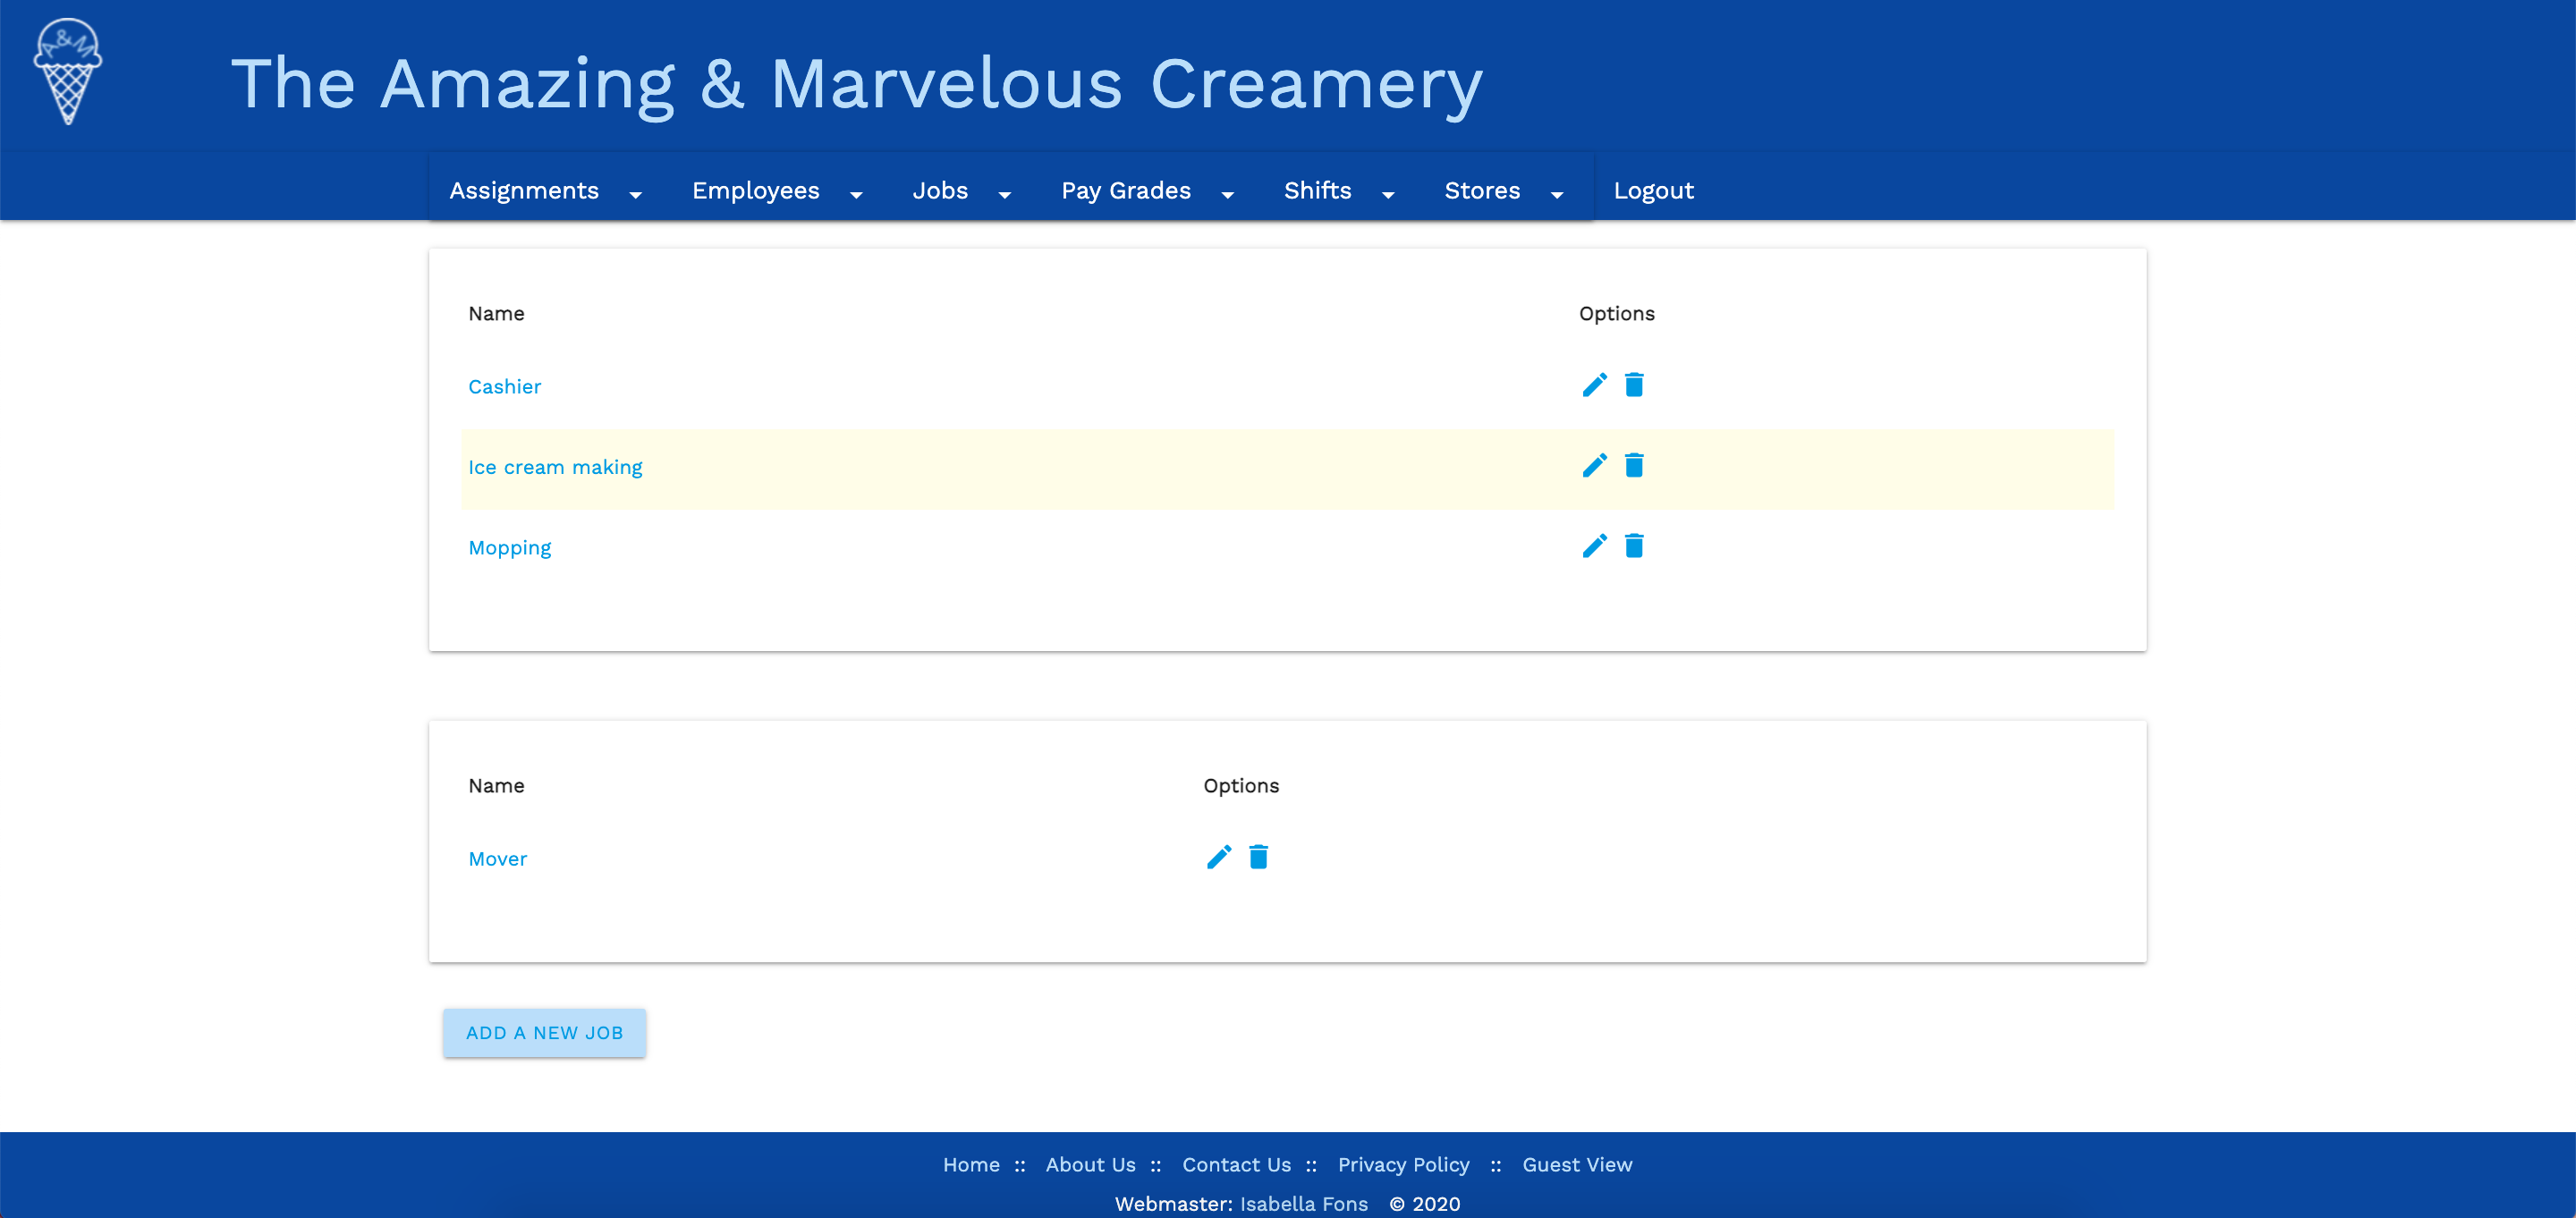 A&M
The Amazing & Marvelous Creamery
Assignments Employees Jobs Pay Grades Shifts Stores Logout
Name Options
Cashier
Ice cream making
Mopping
Name Options
Mover
ADD A NEW JOB
Home :: About Us :: Contact Us :: Privacy Policy :: Guest View
Webmaster: Isabella Fons © 2020